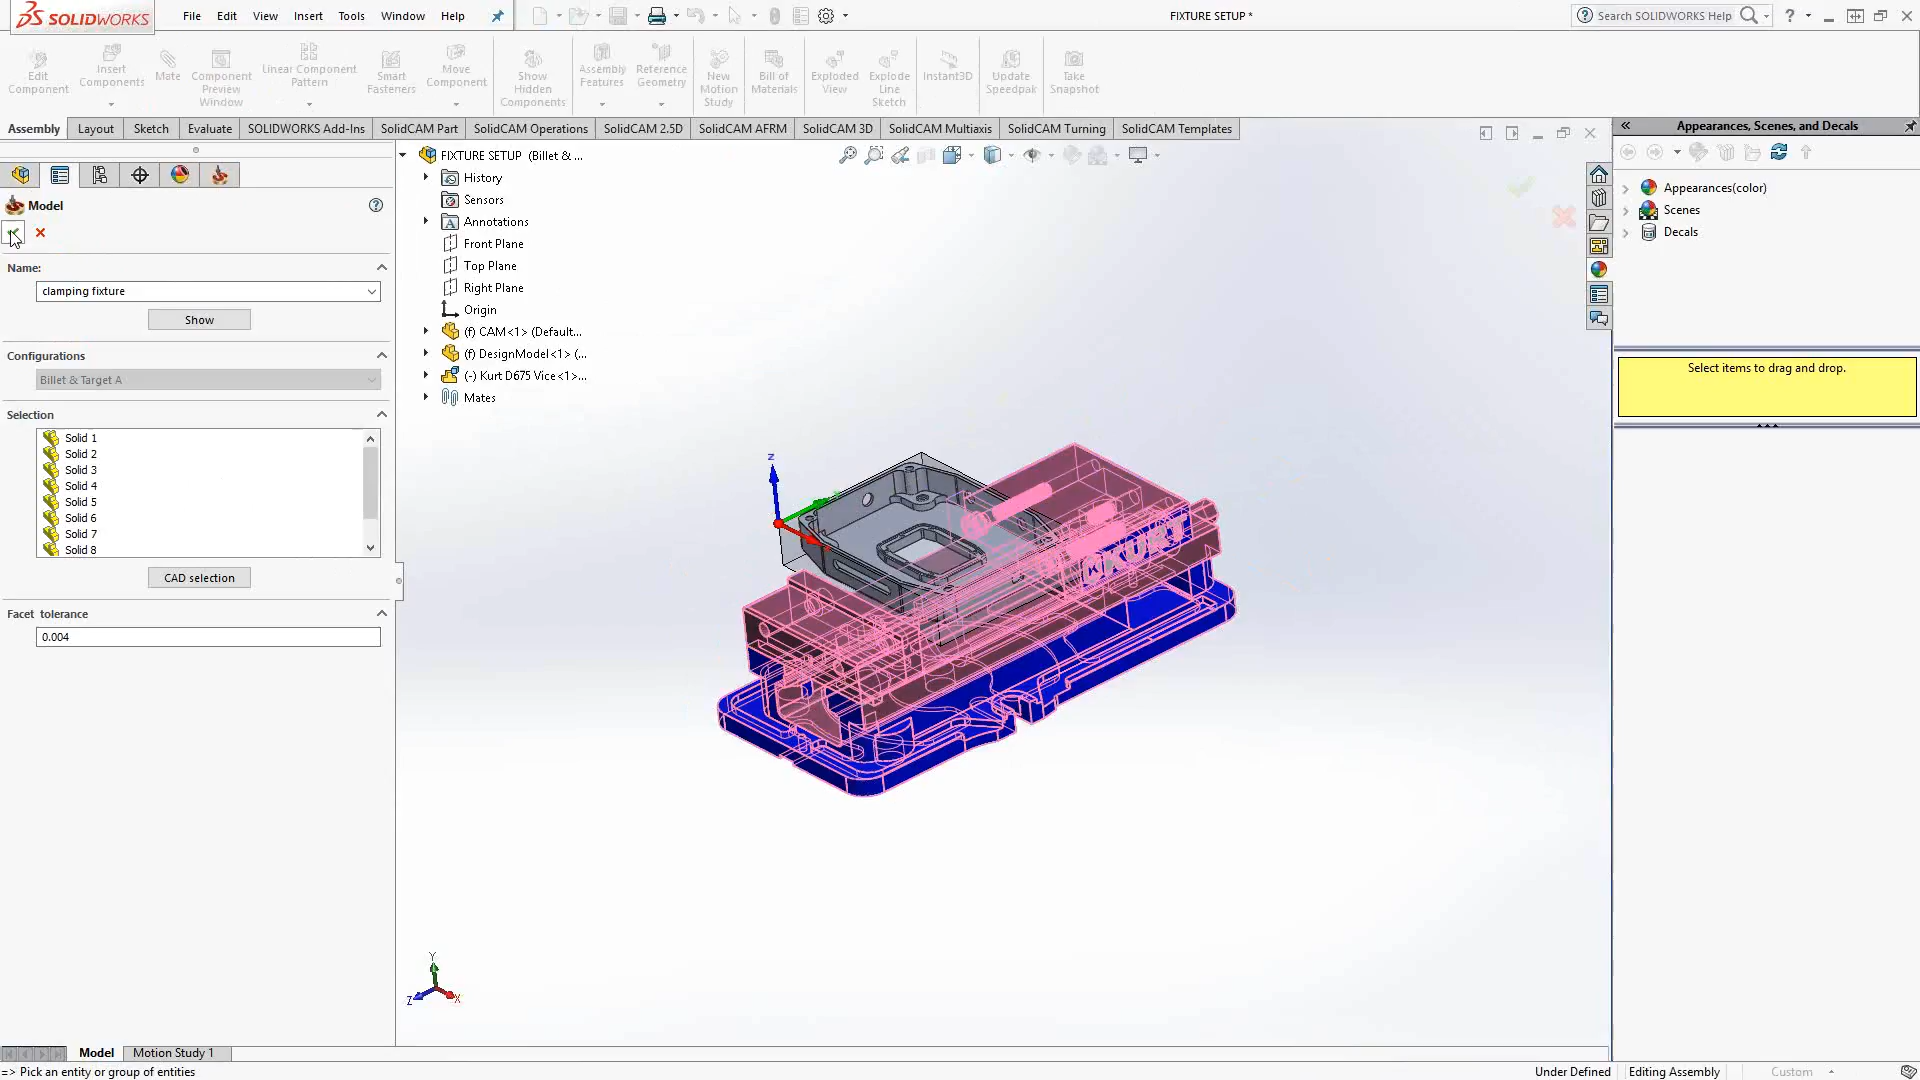 SOLIDWORKS
File Edit View Insert Tools Window Help
FIXTURE SETUP *
Search SOLIDWORKS Help
Edit Component
Insert Components
Mate
Component Preview Window
Linear Component Pattern
Smart Fasteners
Move Component
Show Hidden Components
Assembly Features
Reference Geometry
New Motion Study
Bill of Materials
Exploded View
Explode Line Sketch
Instant3D
Update Speedpak
Take Snapshot
Assembly Layout Sketch Evaluate SOLIDWORKS Add-Ins SolidCAM Part SolidCAM Operations SolidCAM 2.5D SolidCAM AFRM SolidCAM 3D SolidCAM Multiaxis SolidCAM Turning SolidCAM Templates
Model
Name:
clamping fixture
Show
Configurations
Billet & Target A
Selection
Solid 1
Solid 2
Solid 3
Solid 4
Solid 5
Solid 6
Solid 7
Solid 8
CAD selection
Facet tolerance
0.004
FIXTURE SETUP (Billet & ...
History
Sensors
Annotations
Front Plane
Top Plane
Right Plane
Origin
(f) CAM<1> (Default...
(f) DesignModel<1> (...
(-) Kurt D675 Vice<1>...
Mates
Z
KURT
Y
Z
X
Appearances, Scenes, and Decals
Appearances(color)
Scenes
Decals
Select items to drag and drop.
Model Motion Study 1
=> Pick an entity or group of entities
Under Defined Editing Assembly Custom